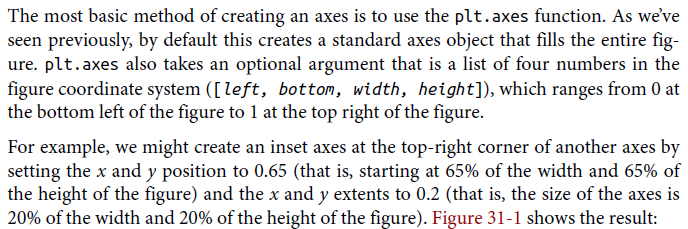 The most basic method of creating an axes is to use the plt.axes function. As we’ve
seen previously, by default this creates a standard axes object that fills the entire fig-
ure. plt.axes also takes an optional argument that is a list of four numbers in the
figure coordinate system ([left, bottom, width, height]), which ranges from 0 at
the bottom left of the figure to 1 at the top right of the figure.
For example, we might create an inset axes at the top-right corner of another axes by
setting the x and y position to 0.65 (that is, starting at 65% of the width and 65% of
the height of the figure) and the x and y extents to 0.2 (that is, the size of the axes is
20% of the width and 20% of the height of the figure). Figure 31-1 shows the result: